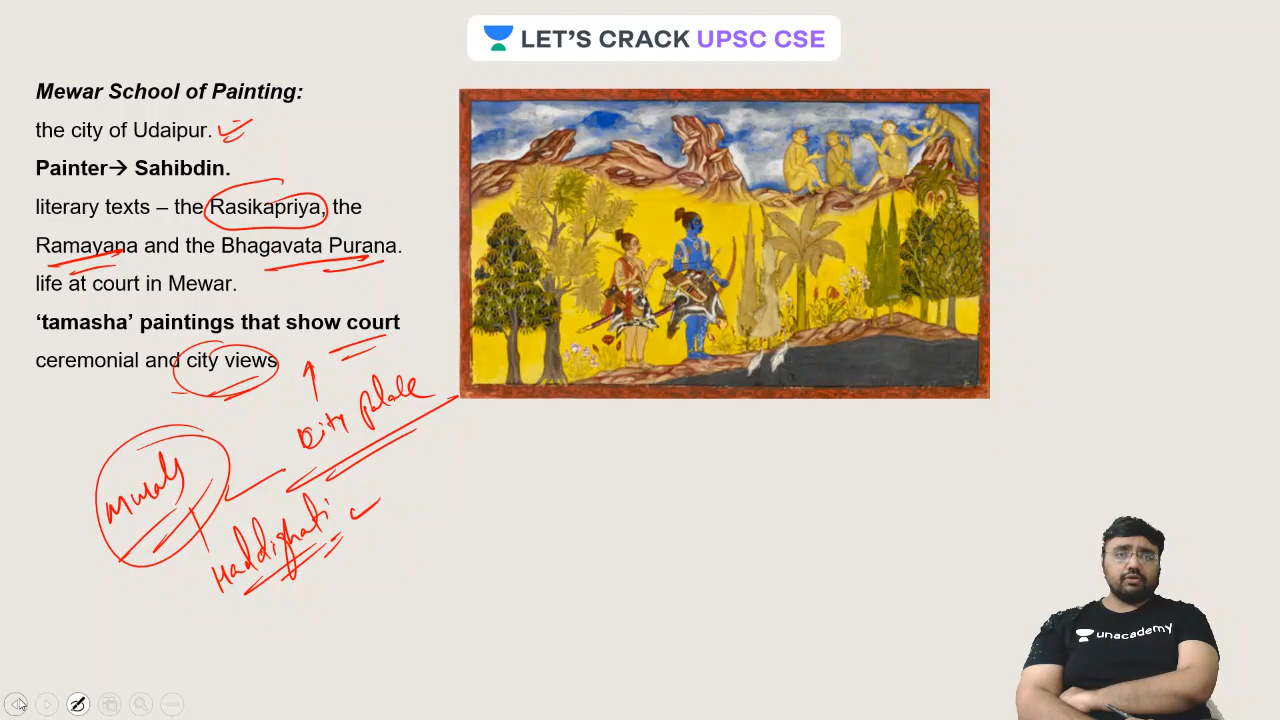 LET'S CRACK UPSC CSE
Mewar School of Painting:
the city of Udaipur.
Painter→ Sahibdin.
literary texts – the Rasikapriya, the
Ramayana and the Bhagavata Purana.
life at court in Mewar.
‘tamasha’ paintings that show court
ceremonial and city views
City Palace
Murals
Haldighati
unacademy